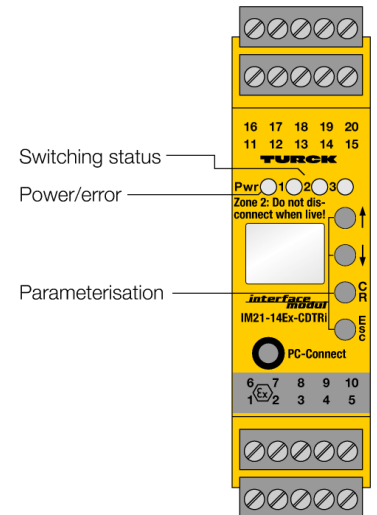 16 17 18 19 20
11 12 13 14 15
TURCK
Switching status
Pwr 1 2 3
Power/error
Zone 2: Do not dis-
connect when live!
Parameterisation
C
R
interface
modul
IM21-14Ex-CDTRi
Esc
PC-Connect
6 7 8 9 10
Ex
1 2 3 4 5